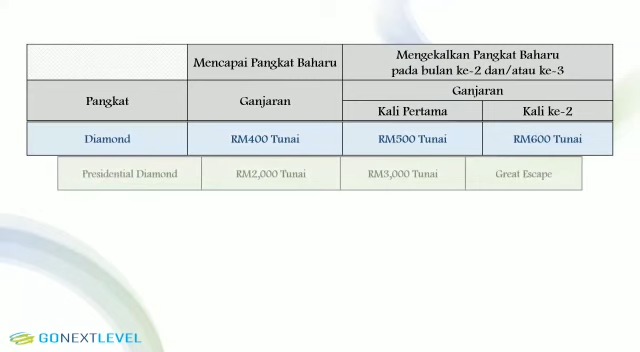 Mencapai Pangkat Baharu
Mengekalkan Pangkat Baharu
pada bulan ke-2 dan/atau ke-3
Pangkat
Ganjaran
Ganjaran
Kali Pertama
Kali ke-2
Diamond
RM400 Tunai
RM500 Tunai
RM600 Tunai
Presidential Diamond
RM2,000 Tunai
RM3,000 Tunai
Great Escape
GONEXTLEVEL